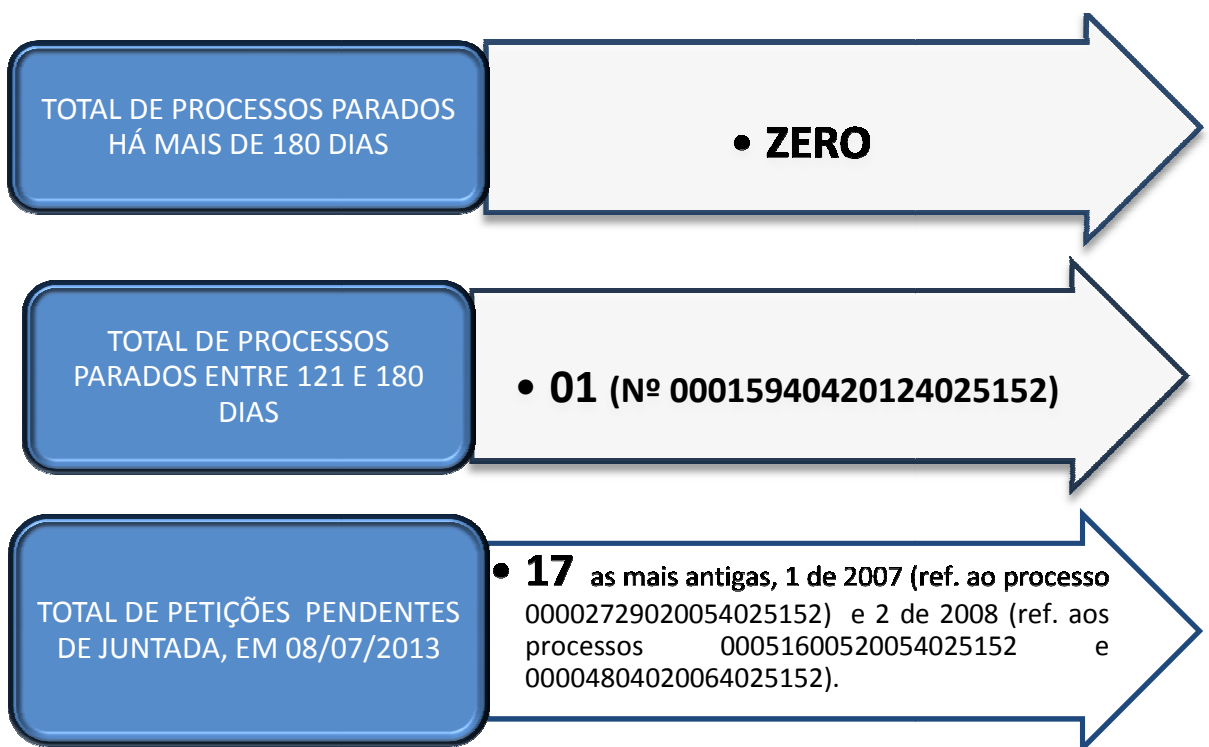 TOTAL DE PROCESSOS PARADOS
HÁ MAIS DE 180 DIAS
• ZERO
TOTAL DE PROCESSOS
PARADOS ENTRE 121 E 180
DIAS
• 01 (Nº 00015940420124025152)
TOTAL DE PETIÇÕES PENDENTES
DE JUNTADA, EM 08/07/2013
• 17 as mais antigas, 1 de 2007 (ref. ao processo
00002729020054025152) e 2 de 2008 (ref. aos
processos 00051600520054025152 e
00004804020064025152).